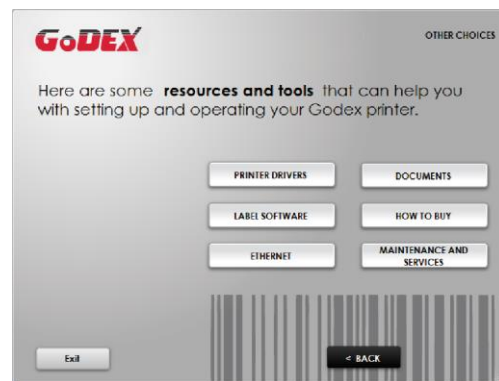 GoDEX
OTHER CHOICES
Here are some resources and tools that can help you
with setting up and operating your Godex printer.
PRINTER DRIVERS
DOCUMENTS
LABEL SOFTWARE
HOW TO BUY
ETHERNET
MAINTENANCE AND
SERVICES
Exit
< BACK